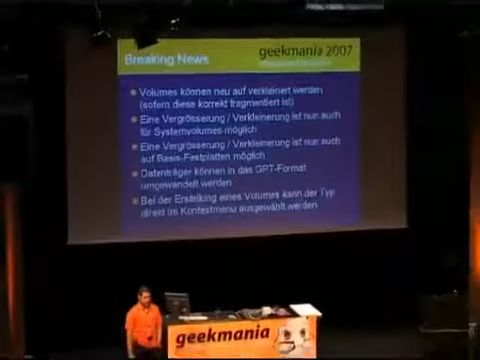 Breaking News
geekmania 2007
Volumes können neu auf verkleinert werden
(sofern diese korrekt fragmentiert ist)
Eine Vergrösserung / Verkleinerung ist nun auch
für Systemvolumes möglich
Eine Vergrösserung / Verkleinerung ist nun auch
auf Basis-Festplatten möglich
Datenträger können in das GPT-Format
umgewandelt werden
Bei der Erstellung eines Volumes kann der Typ
direkt im Kontextmenü ausgewählt werden
geekmania